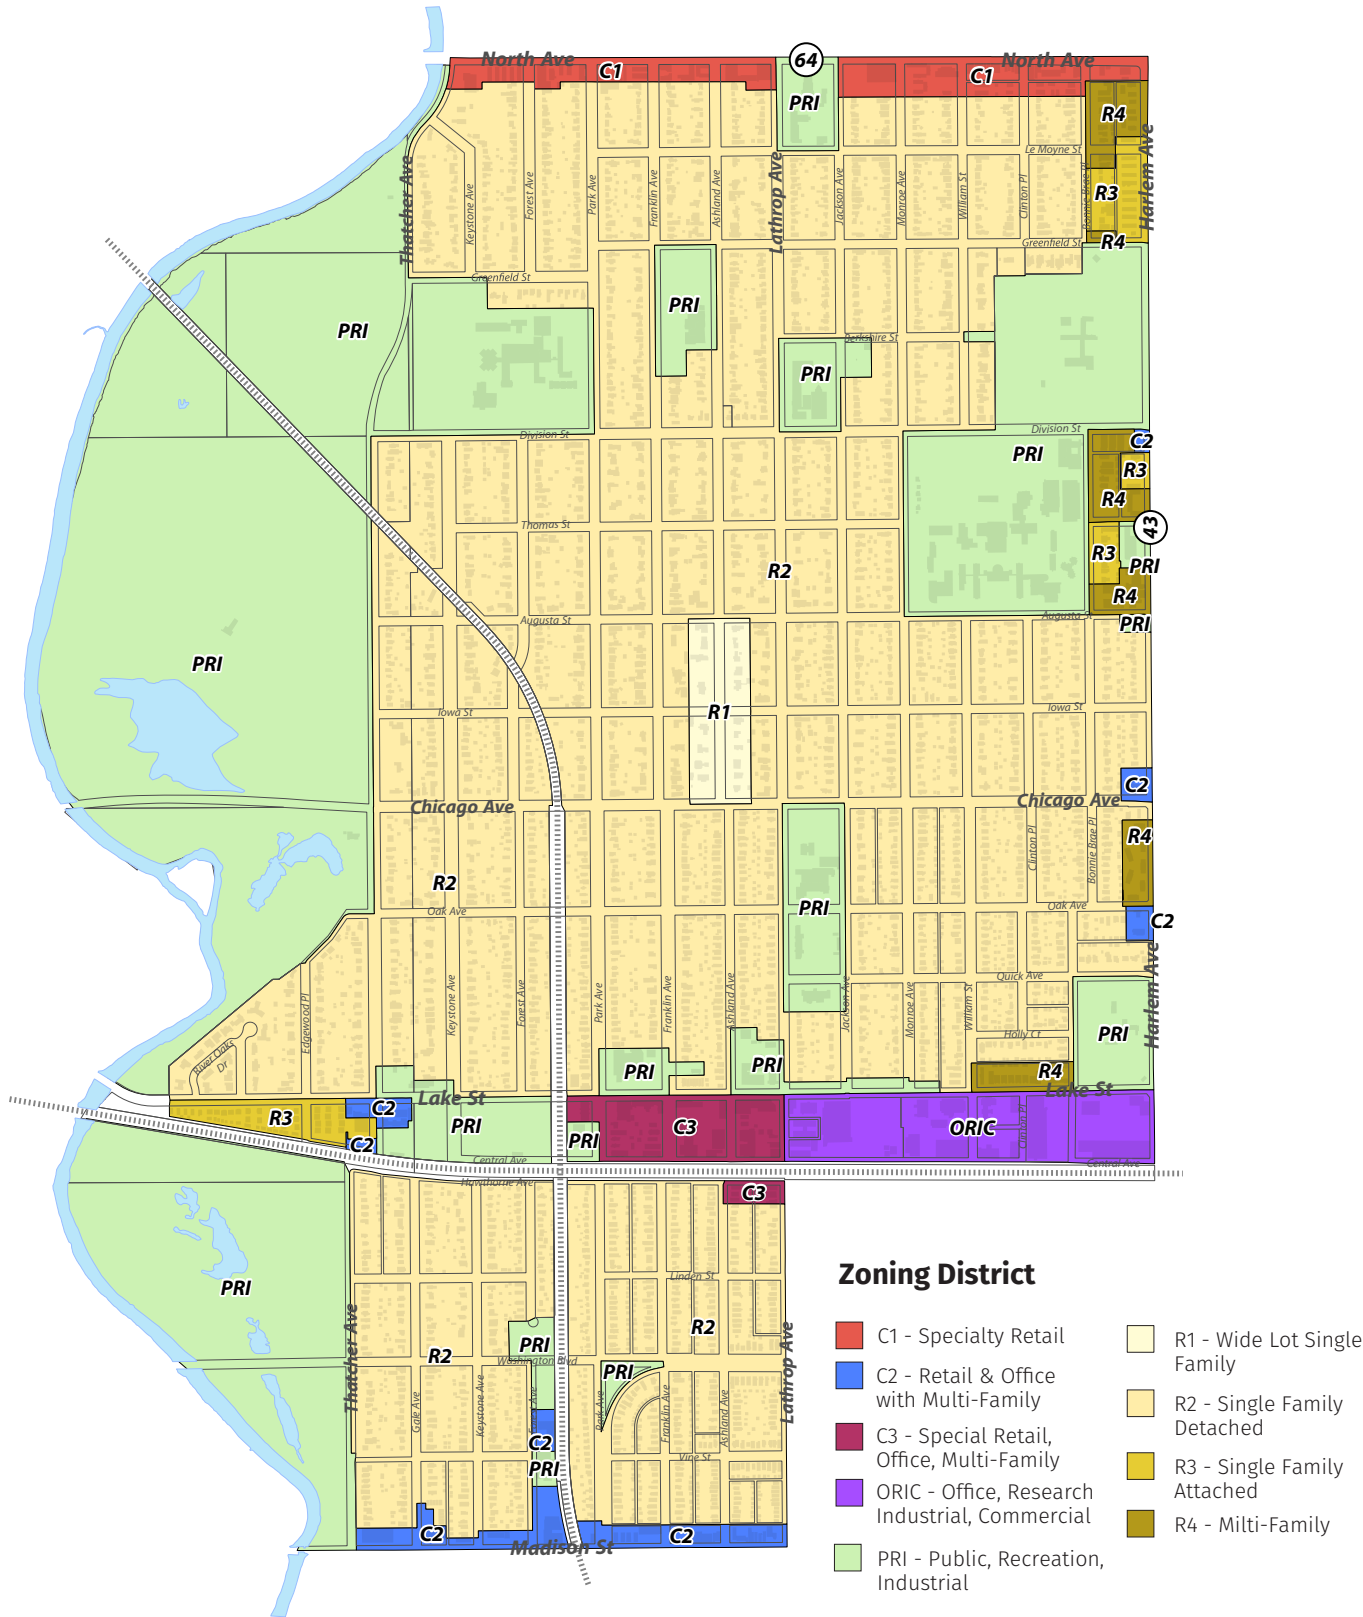 North Ave
64
North Ave
C1
C1
PRI
R4
Le Moyne St
Thatcher Ave
Keystone Ave
Forest Ave
Park Ave
Franklin Ave
Ashland Ave
Lathrop Ave
Jackson Ave
Monroe Ave
William St
Clinton Pl
Bonnie Brae Pl
Harlem Ave
R3
R4
Greenfield St
Greenfield St
PRI
PRI
Berkshire St
PRI
Division St
Division St
C2
PRI
R3
R4
Thomas St
43
R3
PRI
R2
R4
Augusta St
Augusta St
PRI
PRI
R1
Iowa St
Iowa St
C2
Chicago Ave
Chicago Ave
R4
Clinton Pl
Bonnie Brae Pl
R2
PRI
Oak Ave
Oak Ave
C2
Quick Ave
Edgewood Pl
Keystone Ave
Forest Ave
Park Ave
Franklin Ave
Ashland Ave
Jackson Ave
Monroe Ave
William St
Harlem Ave
Holly Ct
PRI
River Oaks
Dr
PRI
PRI
R4
Lake St
Lake St
R3
C2
PRI
PRI
C3
ORIC
Clinton Pl
C2
Central Ave
Central Ave
Hawthorne Ave
C3
PRI
Linden St
R2
R2
PRI
Washington Blvd
PRI
Thatcher Ave
Gale Ave
Keystone Ave
Park Ave
Franklin Ave
Ashland Ave
Lathrop Ave
C2
PRI
Vine St
C2
C2
Madison St
Zoning District
C1 - Specialty Retail
C2 - Retail & Office
with Multi-Family
C3 - Special Retail,
Office, Multi-Family
ORIC - Office, Research
Industrial, Commercial
PRI - Public, Recreation,
Industrial
R1 - Wide Lot Single
Family
R2 - Single Family
Detached
R3 - Single Family
Attached
R4 - Milti-Family